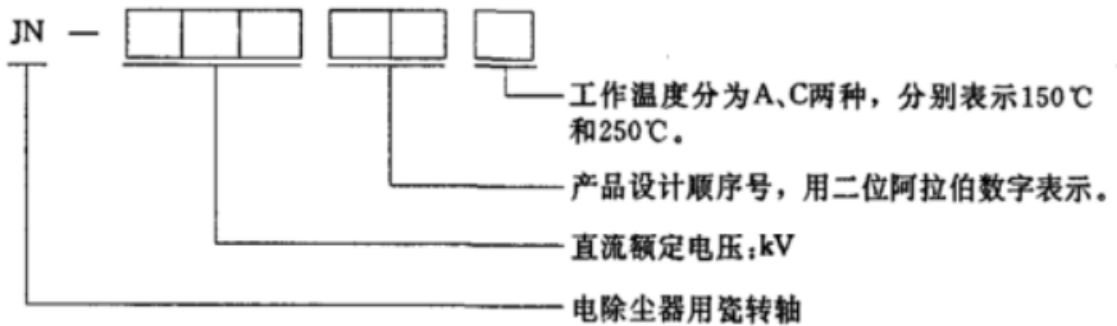 JN —
工作温度分为A、C两种，分别表示150℃
和250℃。
产品设计顺序号，用二位阿拉伯数字表示。
直流额定电压；kV
电除尘器用瓷转轴